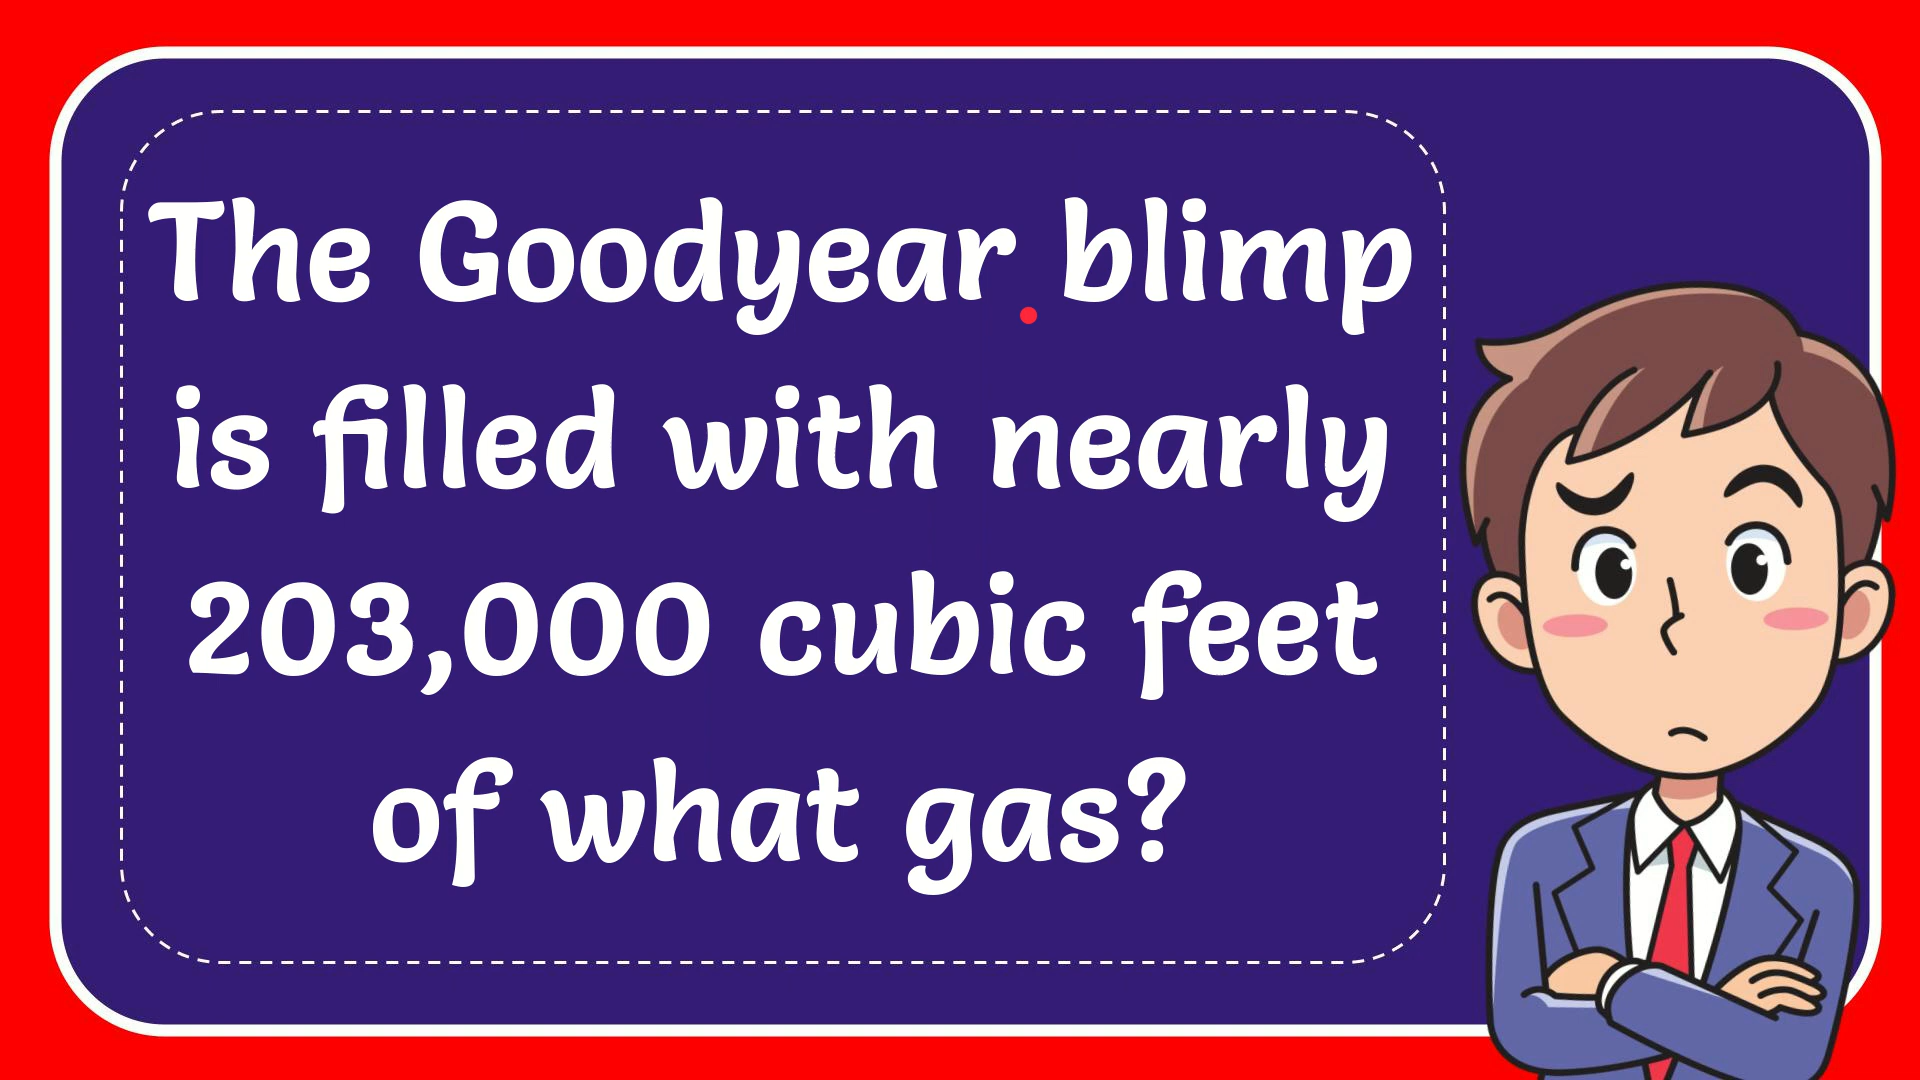 The Goodyear blimp
is filled with nearly
203,000 cubic feet
of what gas?